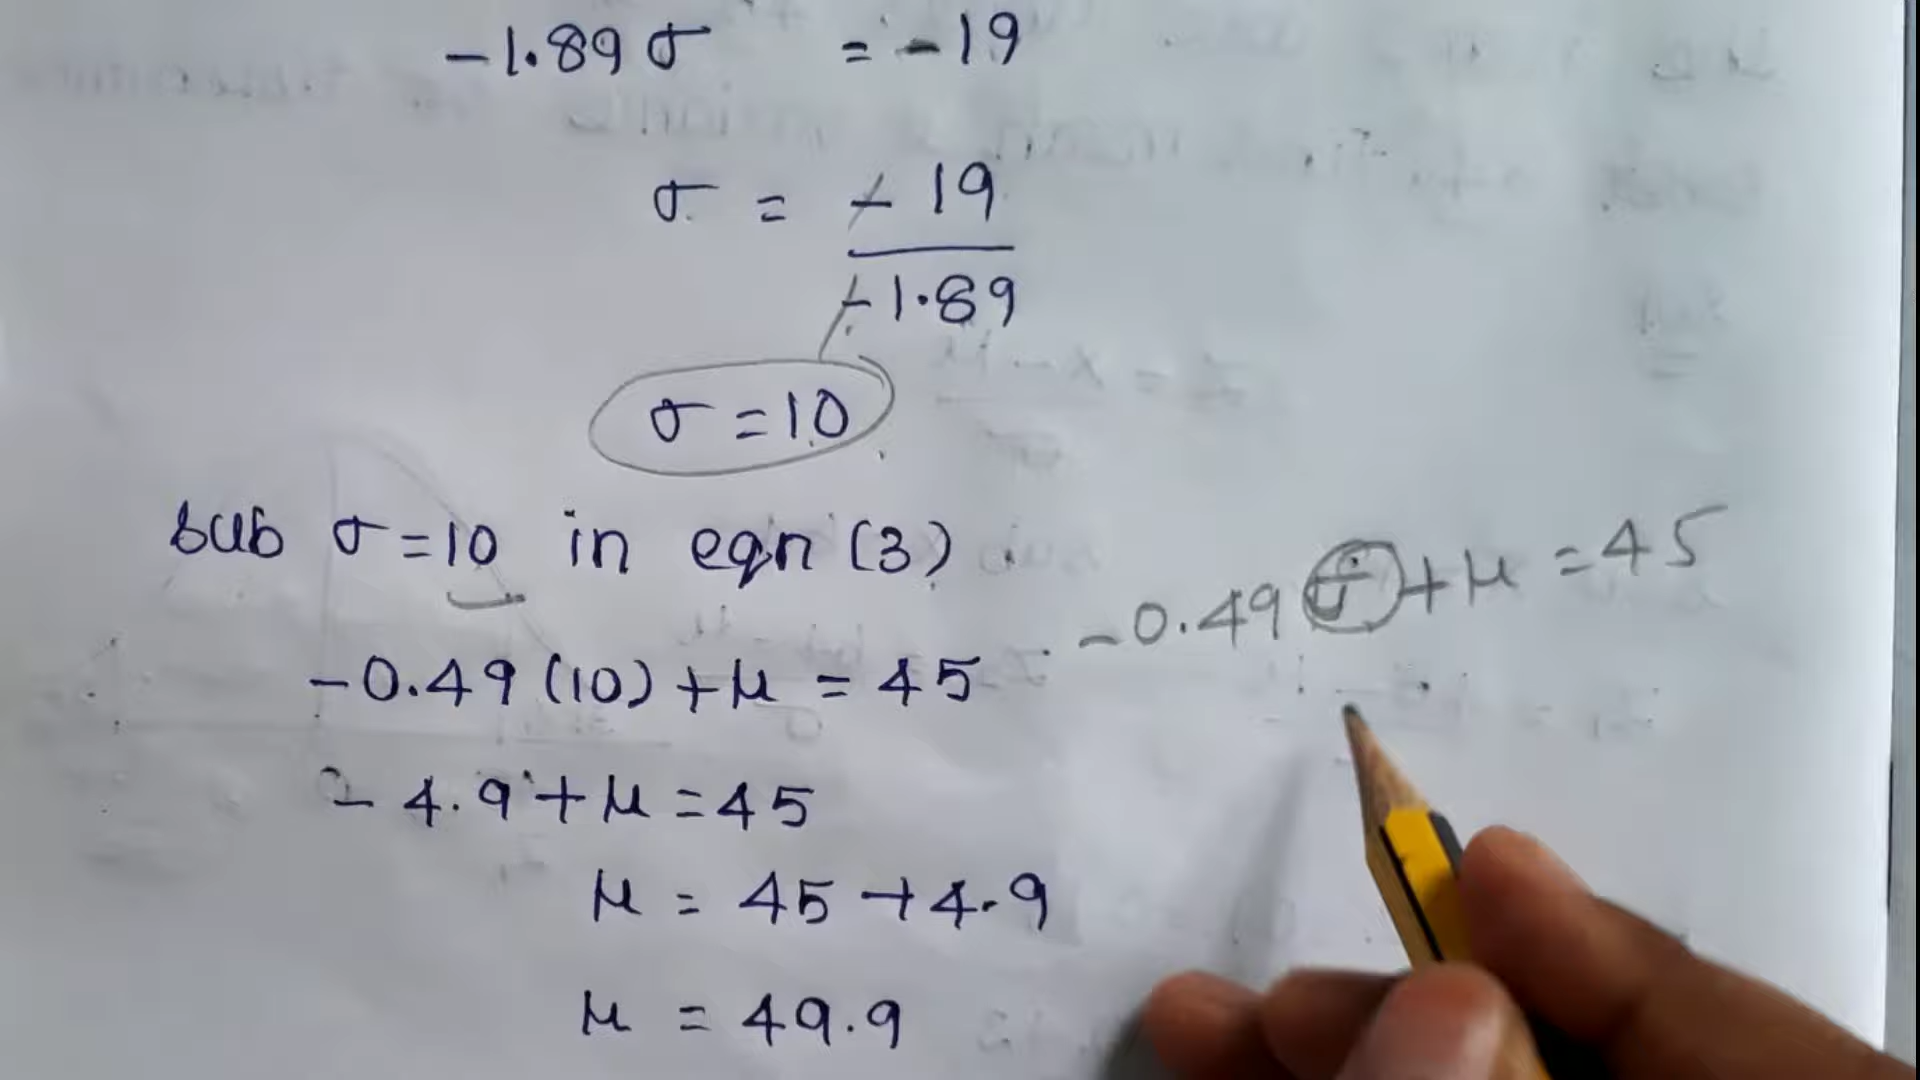 -1.89 σ = -19
σ = -19
-1.89
σ = 10
Sub σ = 10 in eqn (3).
-0.49 σ + μ = 45
-0.49 (10) + μ = 45
- 4.9 + μ = 45
μ = 45 + 4.9
μ = 49.9